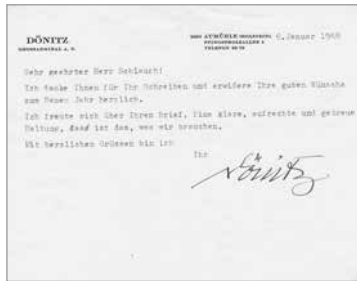 DÖNITZ
GROSSADMIRAL A. D.
2055 AUMÜHLE
TELEFON
6. Januar 1968
Sehr geehrter Herr Schlauch!
Ich danke Ihnen für Ihr Schreiben und erwidere Ihre guten Wünsche
zum Neuen Jahr herzlich.
Ich freute mich über Ihren Brief. Eine klare, aufrechte und getreue
Haltung, das ist das, was wir brauchen.
Mit herzlichen Grüssen bin ich
Ihr
Dönitz